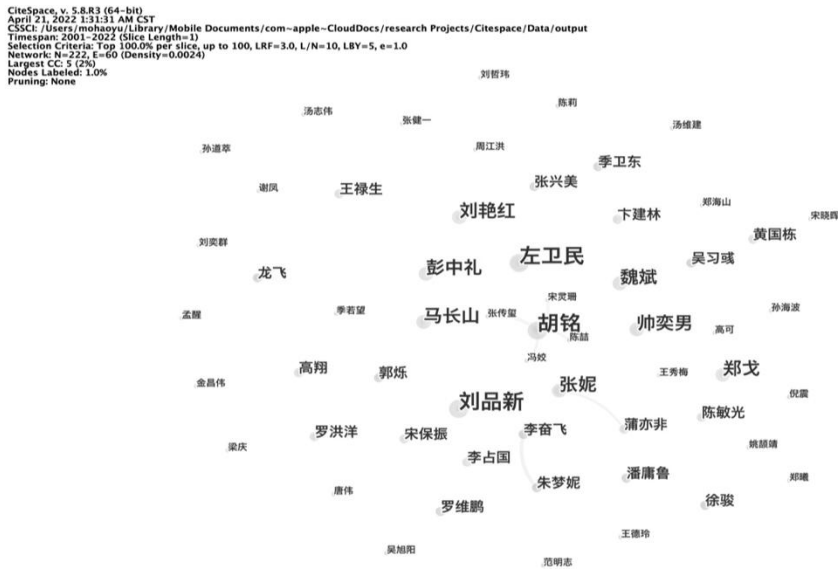 CiteSpace, v. 5.8.R3 (64-bit)
April 21, 2022 1:31:31 AM CST
CSSCI: /Users/mohaoyu/Library/Mobile Documents/com~apple~CloudDocs/research Projects/Citespace/Data/output
Timespan: 2001-2022 (Slice Length=1)
Selection Criteria: Top 100.0% per slice, up to 100, LRF=3.0, L/N=10, LBY=5, e=1.0
Network: N=222, E=60 (Density=0.0024)
Largest CC: 5 (2%)
Nodes Labeled: 1.0%
Pruning: None
刘哲玮
陈莉
汤志伟
张健一
汤维建
孙道萃
周江洪
季卫东
张兴美
谢凤
王禄生
郑海山
刘艳红
卞建林
宋晓晖
黄国栋
刘奕群
左卫民
吴习彧
彭中礼
龙飞
魏斌
宋灵珊
孙海波
季若望
张传玺
孟醒
马长山
胡铭
帅奕男
高可
陈喆
冯姣
高翔
郑戈
王秀梅
郭烁
金昌伟
张妮
倪震
刘品新
陈敏光
蒲亦非
李奋飞
罗洪洋
宋保振
姚颉靖
梁庆
李占国
潘庸鲁
郑曦
朱梦妮
唐伟
徐骏
罗维鹏
王德玲
吴旭阳
范明志